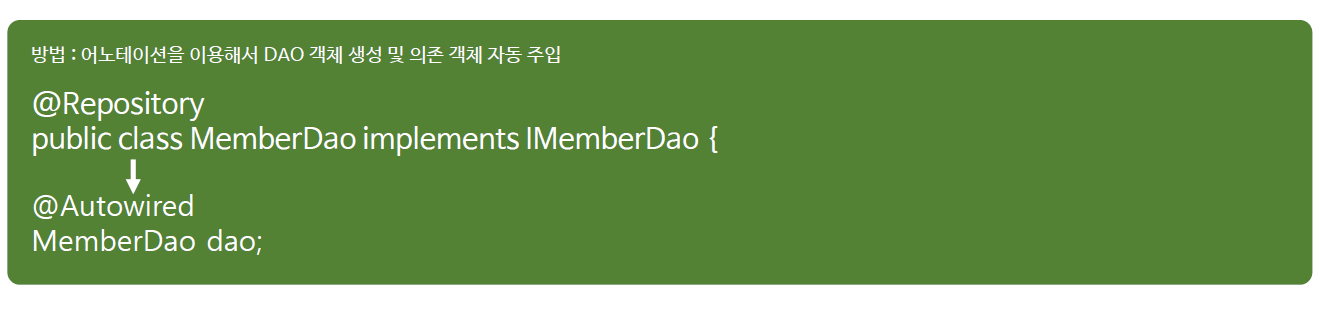 방법 : 어노테이션을 이용해서 DAO 객체 생성 및 의존 객체 자동 주입
@Repository
public class MemberDao implements IMemberDao {
@Autowired
MemberDao dao;